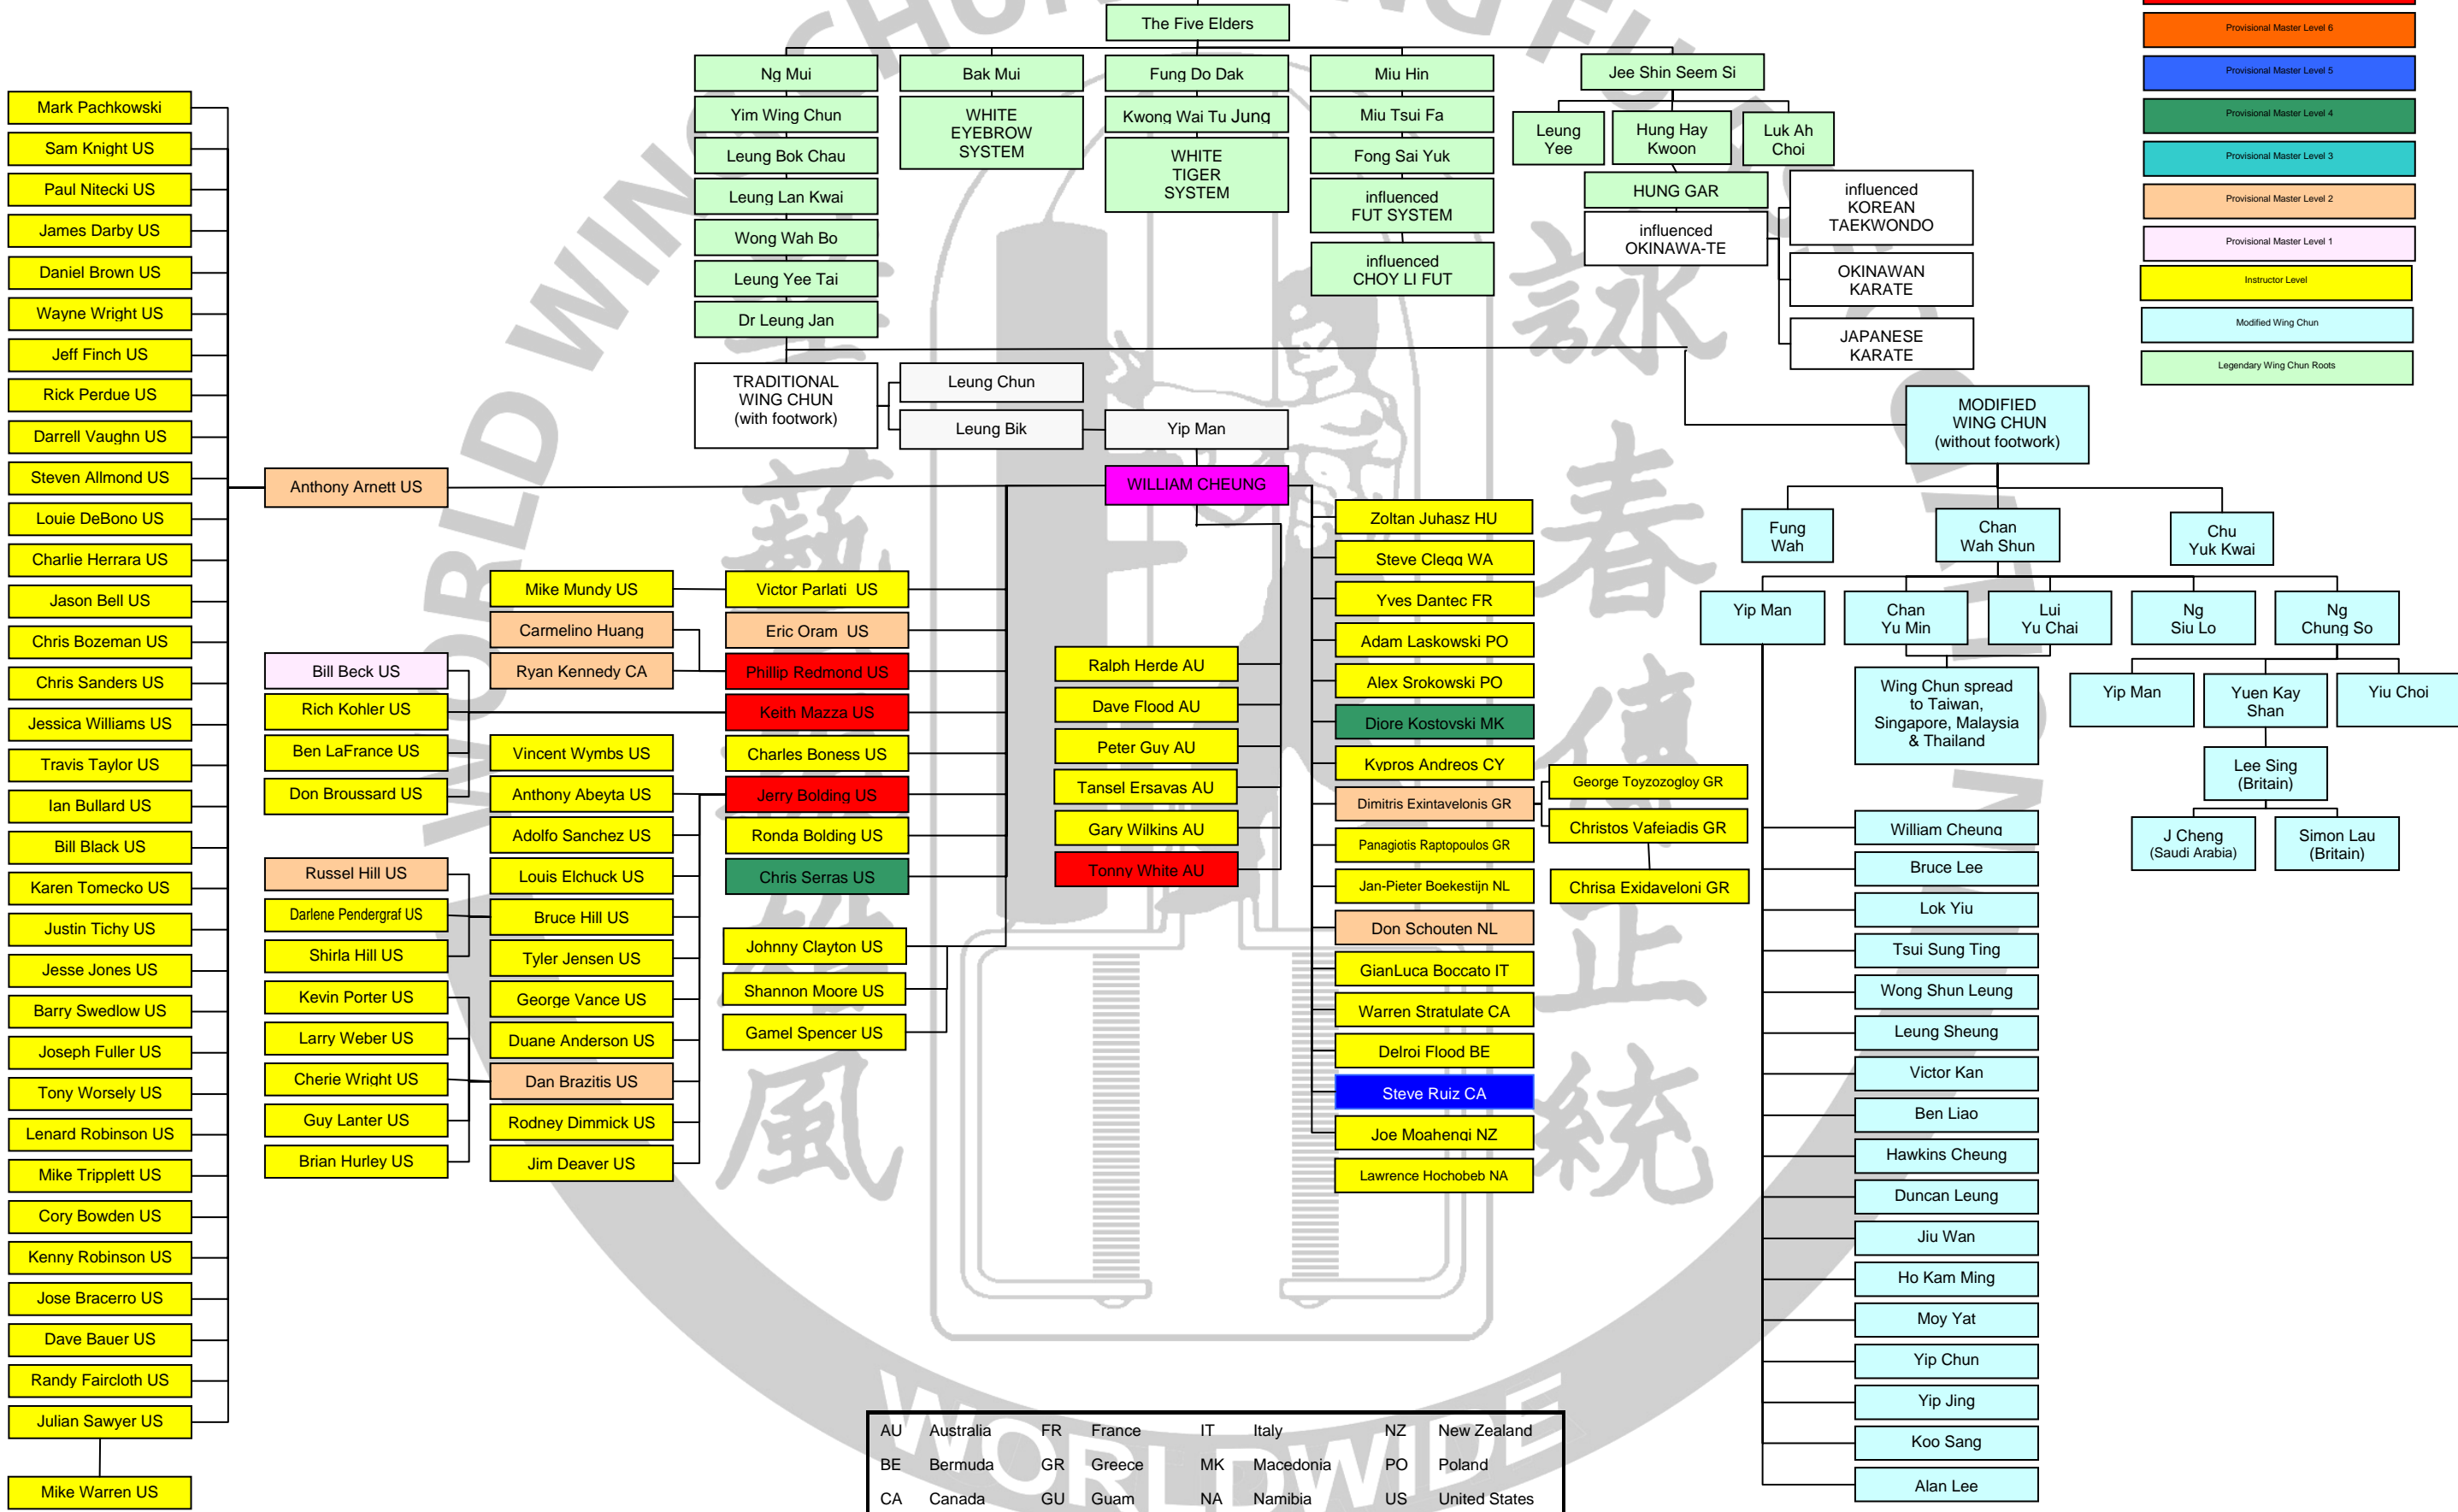 The Five Elders
Ng Mui
Bak Mui
Fung Do Dak
Miu Hin
Jee Shin Seem Si
Yim Wing Chun
WHITE
EYEBROW
SYSTEM
Kwong Wai Tu Jung
Miu Tsui Fa
Leung
Yee
Hung Hay
Kwoon
Luk Ah
Choi
Leung Bok Chau
WHITE
TIGER
SYSTEM
Fong Sai Yuk
Leung Lan Kwai
influenced
FUT SYSTEM
HUNG GAR
influenced
KOREAN
TAEKWONDO
Wong Wah Bo
influenced
CHOY LI FUT
influenced
OKINAWA-TE
Leung Yee Tai
OKINAWAN
KARATE
Dr Leung Jan
JAPANESE
KARATE
TRADITIONAL
WING CHUN
(with footwork)
Leung Chun
Leung Bik
Yip Man
WILLIAM CHEUNG
Provisional Master Level 6
Provisional Master Level 5
Provisional Master Level 4
Provisional Master Level 3
Provisional Master Level 2
Provisional Master Level 1
Instructor Level
Modified Wing Chun
Legendary Wing Chun Roots
Mark Pachkowski
Sam Knight US
Paul Nitecki US
James Darby US
Daniel Brown US
Wayne Wright US
Jeff Finch US
Rick Perdue US
Darrell Vaughn US
Steven Allmond US
Louie DeBono US
Charlie Herrara US
Jason Bell US
Chris Bozeman US
Chris Sanders US
Jessica Williams US
Travis Taylor US
Ian Bullard US
Bill Black US
Karen Tomecko US
Justin Tichy US
Jesse Jones US
Barry Swedlow US
Joseph Fuller US
Tony Worsely US
Lenard Robinson US
Mike Tripplett US
Cory Bowden US
Kenny Robinson US
Jose Bracerro US
Dave Bauer US
Randy Faircloth US
Julian Sawyer US
Mike Warren US
Anthony Arnett US
Bill Beck US
Rich Kohler US
Ben LaFrance US
Don Broussard US
Russel Hill US
Darlene Pendergraf US
Shirla Hill US
Kevin Porter US
Larry Weber US
Cherie Wright US
Guy Lanter US
Brian Hurley US
Mike Mundy US
Carmelino Huang
Ryan Kennedy CA
Vincent Wymbs US
Anthony Abeyta US
Adolfo Sanchez US
Louis Elchuck US
Bruce Hill US
Tyler Jensen US
George Vance US
Duane Anderson US
Dan Brazitis US
Rodney Dimmick US
Jim Deaver US
Victor Parlati US
Eric Oram US
Phillip Redmond US
Keith Mazza US
Charles Boness US
Jerry Bolding US
Ronda Bolding US
Chris Serras US
Johnny Clayton US
Shannon Moore US
Gamel Spencer US
Ralph Herde AU
Dave Flood AU
Peter Guy AU
Tansel Ersavas AU
Gary Wilkins AU
Tonny White AU
Zoltan Juhasz HU
Steve Clegg WA
Yves Dantec FR
Adam Laskowski PO
Alex Srokowski PO
Djore Kostovski MK
Kypros Andreos CY
Dimitris Exintavelonis GR
Panagiotis Raptopoulos GR
Jan-Pieter Boekestijn NL
Don Schouten NL
GianLuca Boccato IT
Warren Stratulate CA
Delroi Flood BE
Steve Ruiz CA
Joe Moahengi NZ
Lawrence Hochobeb NA
George Toyzozogloy GR
Christos Vafeiadis GR
Chrisa Exidaveloni GR
MODIFIED
WING CHUN
(without footwork)
Fung
Wah
Chan
Wah Shun
Chu
Yuk Kwai
Yip Man
Chan
Yu Min
Lui
Yu Chai
Ng
Siu Lo
Ng
Chung So
Wing Chun spread
to Taiwan,
Singapore, Malaysia
& Thailand
Yip Man
Yuen Kay
Shan
Yiu Choi
Lee Sing
(Britain)
J Cheng
(Saudi Arabia)
Simon Lau
(Britain)
William Cheung
Bruce Lee
Lok Yiu
Tsui Sung Ting
Wong Shun Leung
Leung Sheung
Victor Kan
Ben Liao
Hawkins Cheung
Duncan Leung
Jiu Wan
Ho Kam Ming
Moy Yat
Yip Chun
Yip Jing
Koo Sang
Alan Lee
AU Australia FR France IT Italy NZ New Zealand
BE Bermuda GR Greece MK Macedonia PO Poland
CA Canada GU Guam NA Namibia US United States
WORLD WING CHUN
FU
WORLDWIDE
詠
春
傳
正
統
藝
風